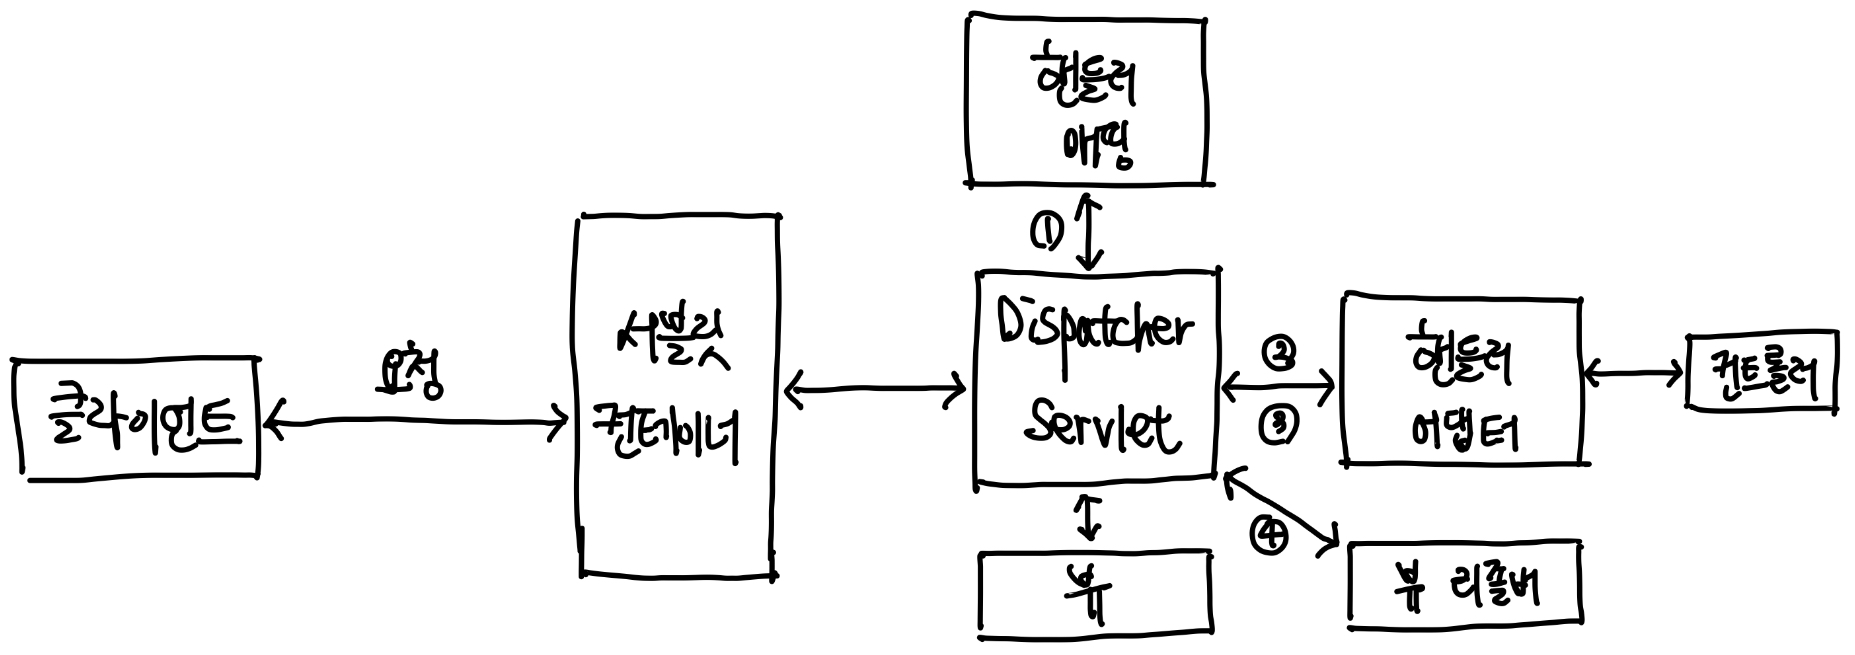 핸들러
매핑
①
서블릿
컨테이너
Dispatcher
Servlet
요청
클라이언트
②
③
핸들러
어댑터
컨트롤러
④
뷰
뷰 리졸버